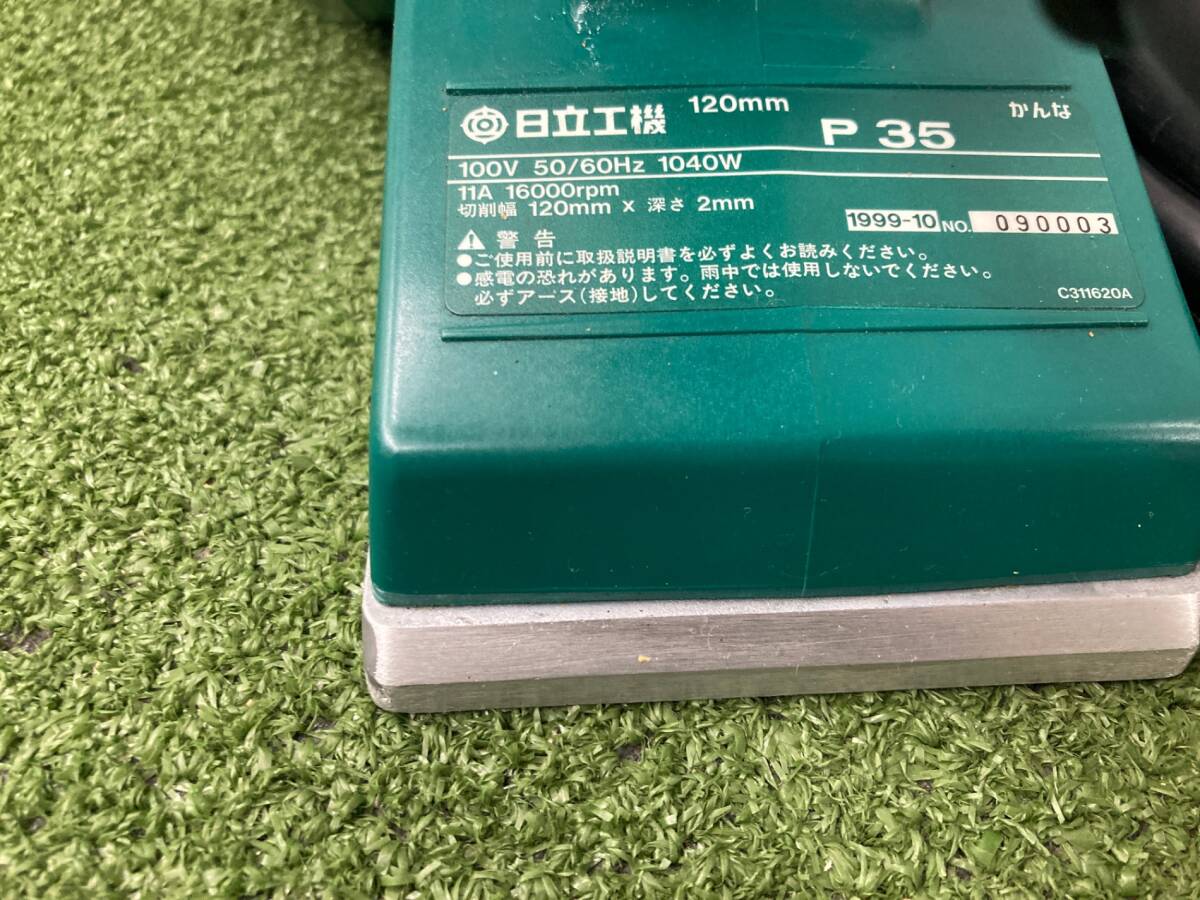 日立工機 120mm P 35 かんな
100V 50/60Hz 1040W
11A 16000rpm
切削幅 120mm x 深さ 2mm
1999-10 NO. 090003
警告
●ご使用前に取扱説明書を必ずよくお読みください。
●感電の恐れがあります。雨中では使用しないでください。
必ずアース(接地)してください。
C311620A